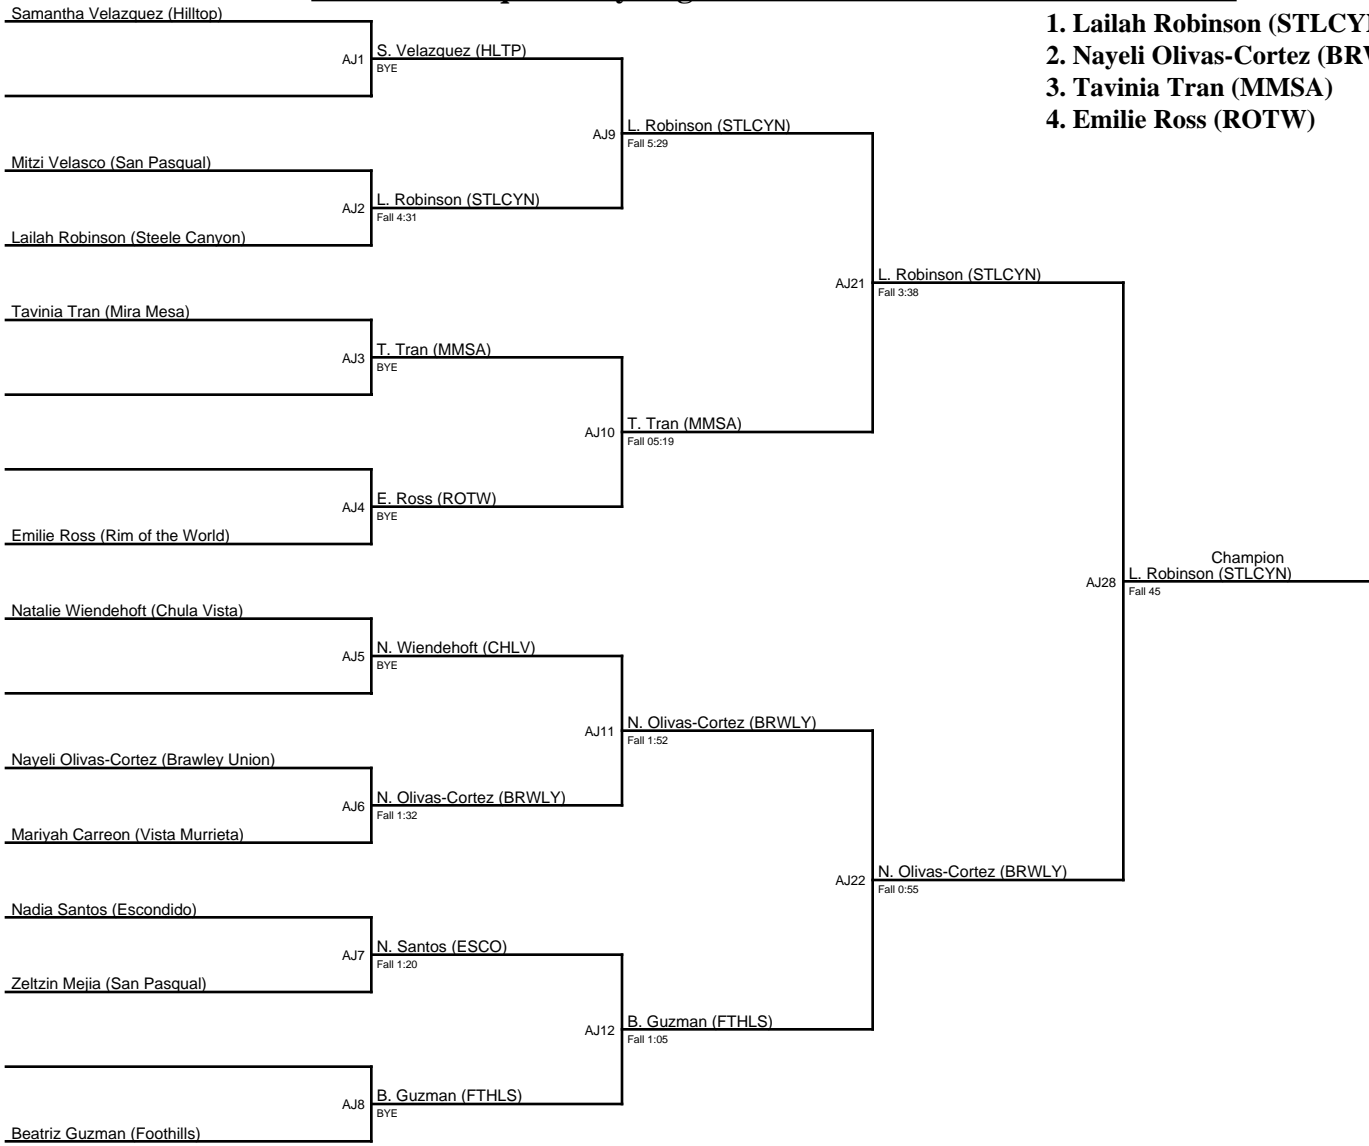 1. Lailah Robinson (STLCYN
2. Nayeli Olivas-Cortez (BRW
3. Tavinia Tran (MMSA)
4. Emilie Ross (ROTW)
Samantha Velazquez (Hilltop)
AJ1
S. Velazquez (HLTP)
BYE
Mitzi Velasco (San Pasqual)
AJ2
L. Robinson (STLCYN)
Fall 4:31
Lailah Robinson (Steele Canyon)
AJ9
L. Robinson (STLCYN)
Fall 5:29
Tavinia Tran (Mira Mesa)
AJ3
T. Tran (MMSA)
BYE
AJ10
T. Tran (MMSA)
Fall 05:19
AJ4
E. Ross (ROTW)
BYE
Emilie Ross (Rim of the World)
AJ21
L. Robinson (STLCYN)
Fall 3:38
Natalie Wiendehoft (Chula Vista)
AJ5
N. Wiendehoft (CHLV)
BYE
AJ11
N. Olivas-Cortez (BRWLY)
Fall 1:52
Nayeli Olivas-Cortez (Brawley Union)
AJ6
N. Olivas-Cortez (BRWLY)
Fall 1:32
Mariyah Carreon (Vista Murrieta)
Nadia Santos (Escondido)
AJ7
N. Santos (ESCO)
Fall 1:20
Zeltzin Mejia (San Pasqual)
AJ12
B. Guzman (FTHLS)
Fall 1:05
AJ8
B. Guzman (FTHLS)
BYE
Beatriz Guzman (Foothills)
AJ22
N. Olivas-Cortez (BRWLY)
Fall 0:55
Champion
AJ28
L. Robinson (STLCYN)
Fall 45